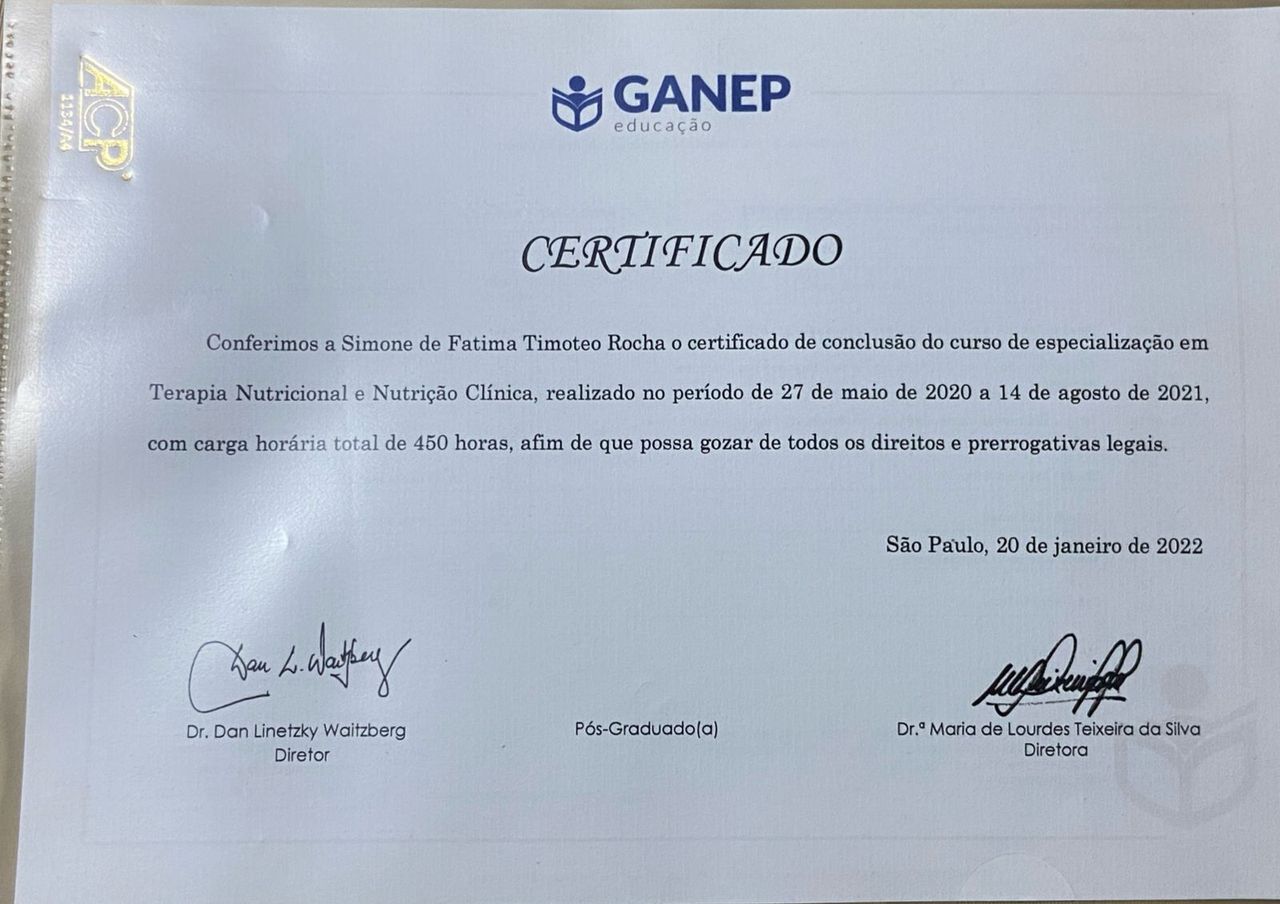 ACP
1134/A4
GANEP
educação
CERTIFICADO
Conferimos a Simone de Fatima Timoteo Rocha o certificado de conclusão do curso de especialização em
Terapia Nutricional e Nutrição Clínica, realizado no período de 27 de maio de 2020 a 14 de agosto de 2021,
com carga horária total de 450 horas, afim de que possa gozar de todos os direitos e prerrogativas legais.
São Paulo, 20 de janeiro de 2022
Dan L. Waitzberg
Dr. Dan Linetzky Waitzberg
Diretor
Pós-Graduado(a)
Dr.ª Maria de Lourdes Teixeira da Silva
Diretora